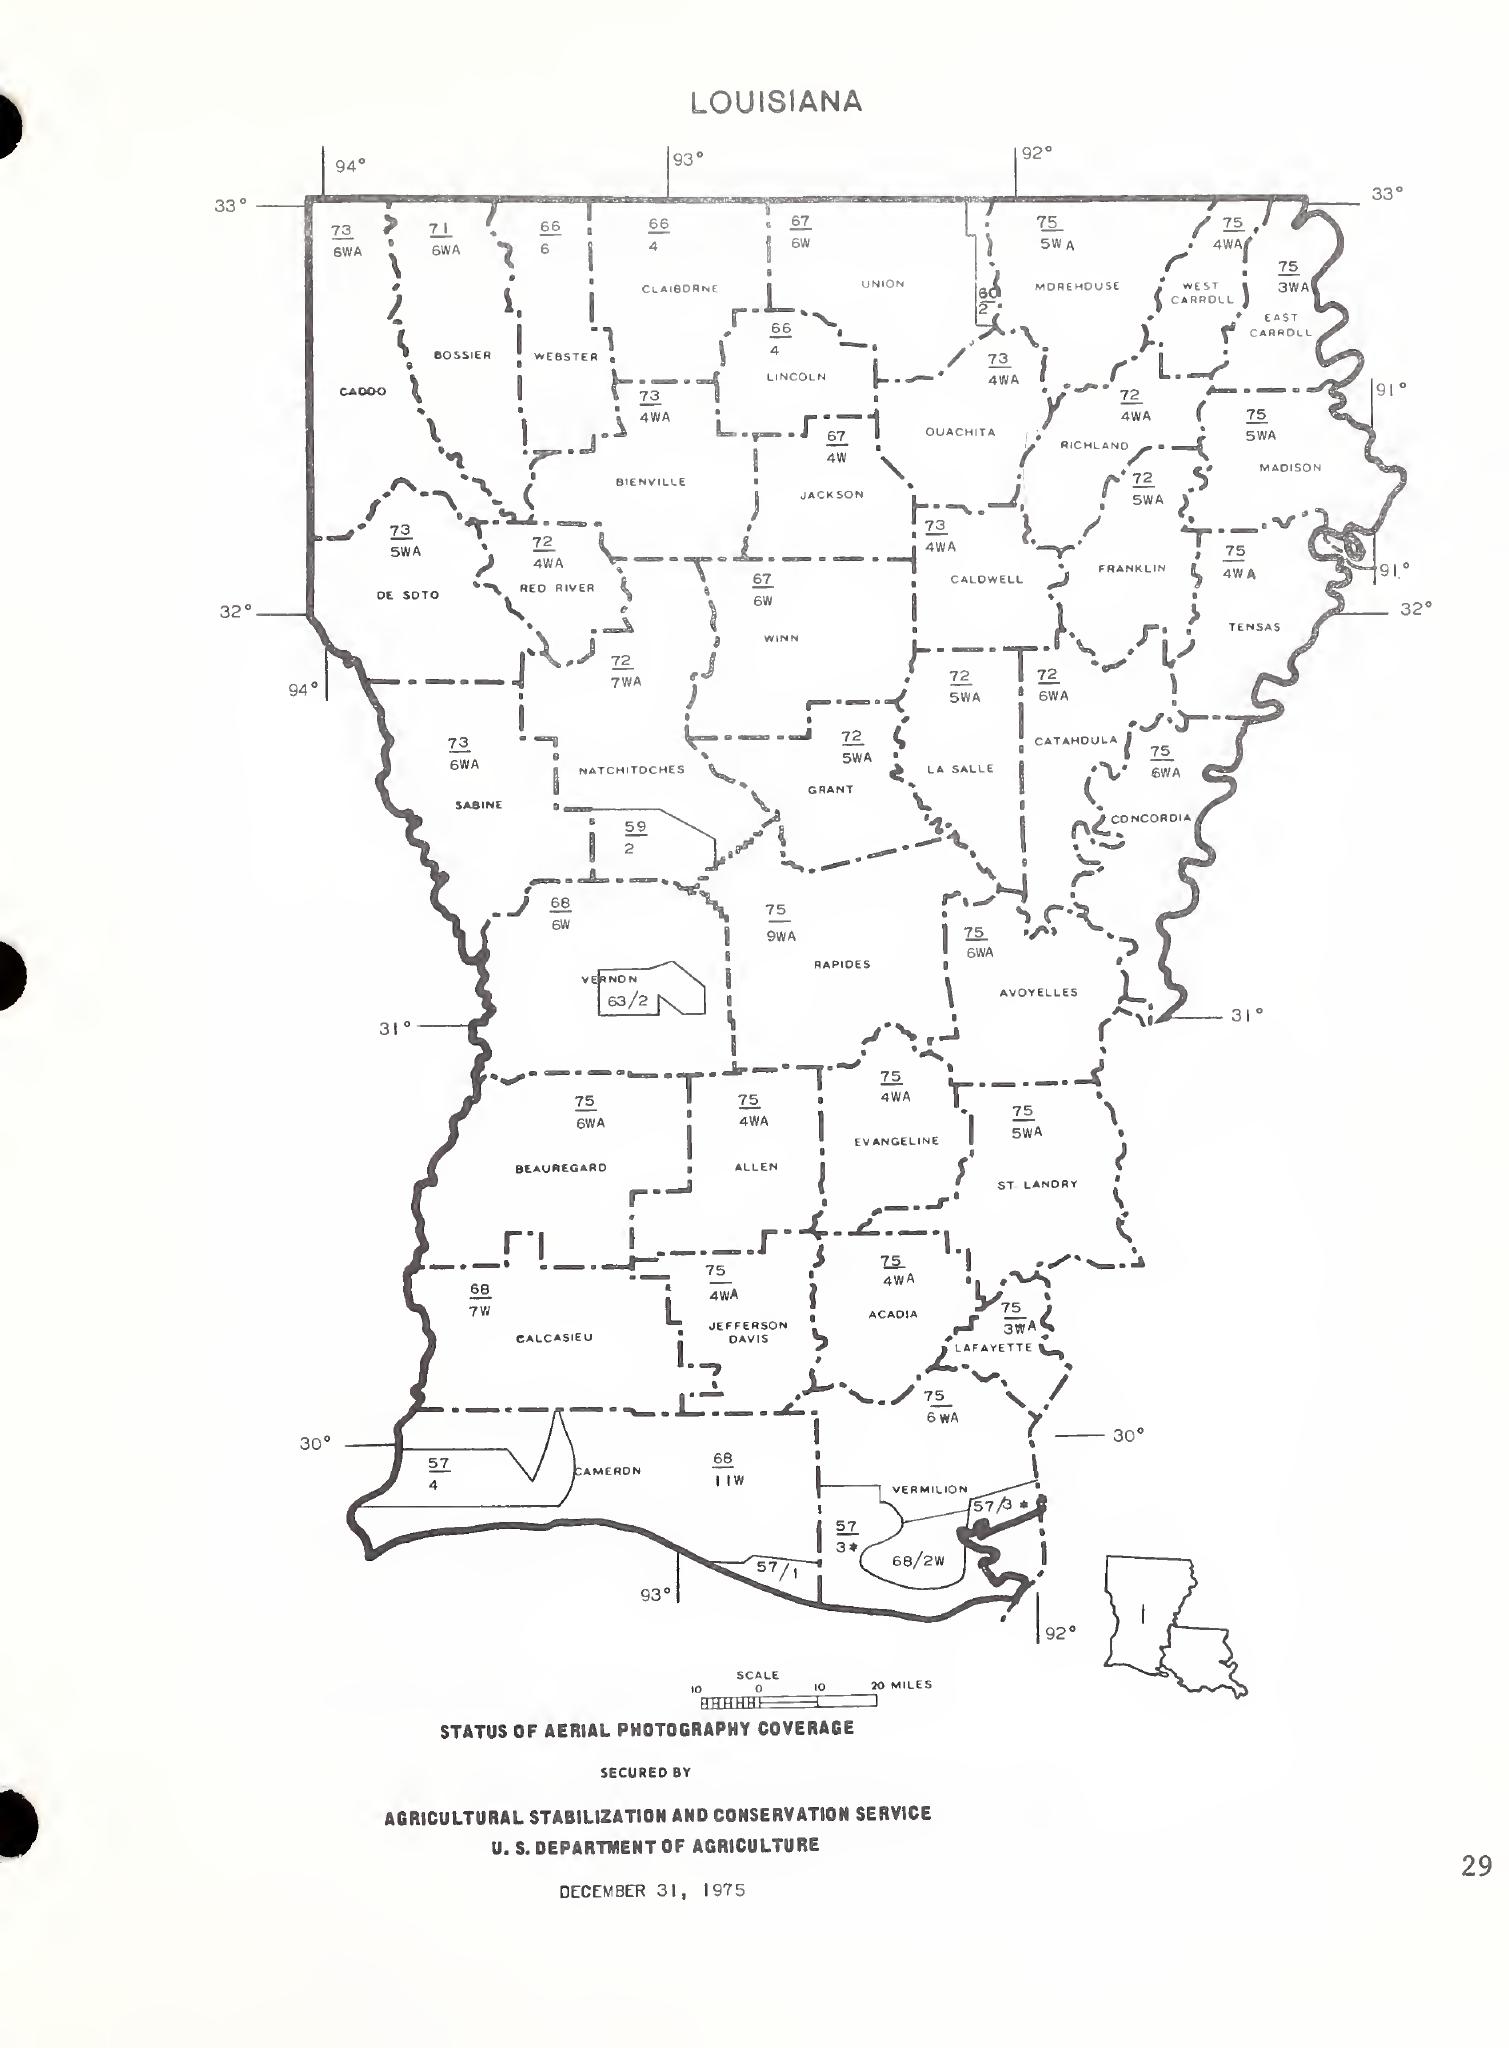 LOUISIANA
94°
93°
92°
33°
33°
73
6WA
71
6WA
66
6
66
4
67
6W
75
5WA
75
4WA
75
3WA
CLAIBORNE
UNION
60
2
MOREHOUSE
WEST
CARROLL
EAST
CARROLL
BOSSIER
WEBSTER
CADDO
66
4
LINCOLN
73
4WA
73
4WA
72
4WA
91°
75
5WA
OUACHITA
67
4W
RICHLAND
MADISON
BIENVILLE
JACKSON
72
5WA
73
5WA
72
4WA
73
4WA
75
4WA
91°
DE SOTO
RED RIVER
67
6W
CALDWELL
FRANKLIN
32°
32°
TENSAS
WINN
72
7WA
72
5WA
72
6WA
94°
73
6WA
NATCHITOCHES
72
5WA
LA SALLE
CATAHOULA
75
6WA
SABINE
GRANT
CONCORDIA
59
2
68
6W
75
9WA
75
6WA
RAPIDES
VERNON
63/2
AVOYELLES
31°
31°
75
6WA
75
4WA
75
4WA
75
5WA
EVANGELINE
BEAUREGARD
ALLEN
ST. LANDRY
68
7W
75
4WA
75
4WA
75
3WA
ACADIA
JEFFERSON
DAVIS
CALCASIEU
LAFAYETTE
75
6WA
30°
30°
57
4
CAMERON
68
11W
VERMILION
57/3*
57
3*
68/2W
57/1
93°
92°
I
SCALE
10 0 10 20 MILES
STATUS OF AERIAL PHOTOGRAPHY COVERAGE
SECURED BY
AGRICULTURAL STABILIZATION AND CONSERVATION SERVICE
U. S. DEPARTMENT OF AGRICULTURE
29
DECEMBER 31, 1975